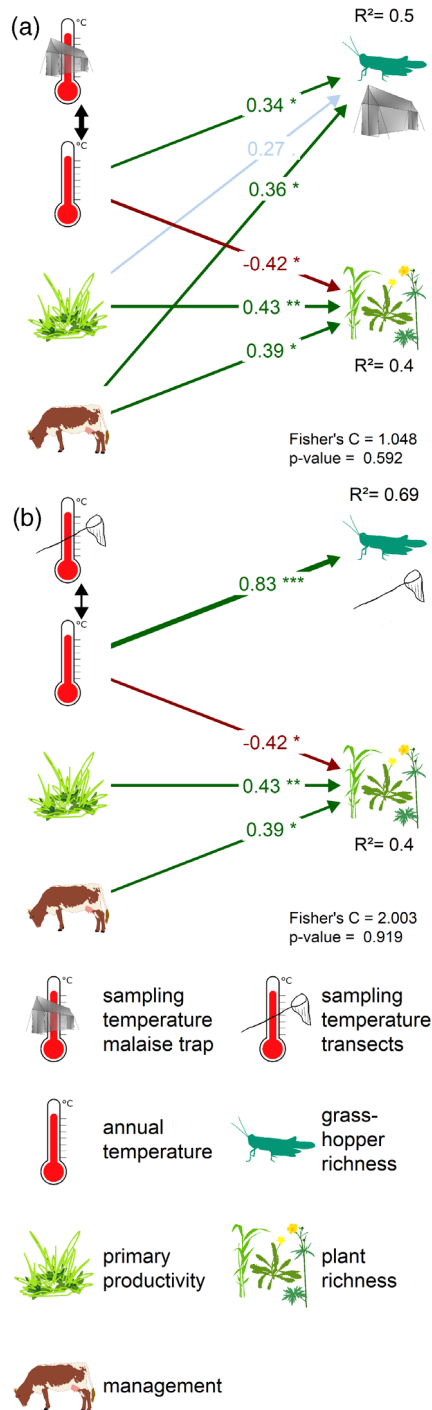 (a)
°C
R²= 0.5
0.34 *
°C
0.27 .
0.36 *
-0.42 *
0.43 **
0.39 *
R²= 0.4
Fisher's C = 1.048
p-value = 0.592
(b)
°C
R²= 0.69
0.83 ***
°C
-0.42 *
0.43 **
0.39 *
R²= 0.4
Fisher's C = 2.003
p-value = 0.919
°C
sampling
temperature
malaise trap
°C
sampling
temperature
transects
°C
annual
temperature
grass-
hopper
richness
primary
productivity
plant
richness
management